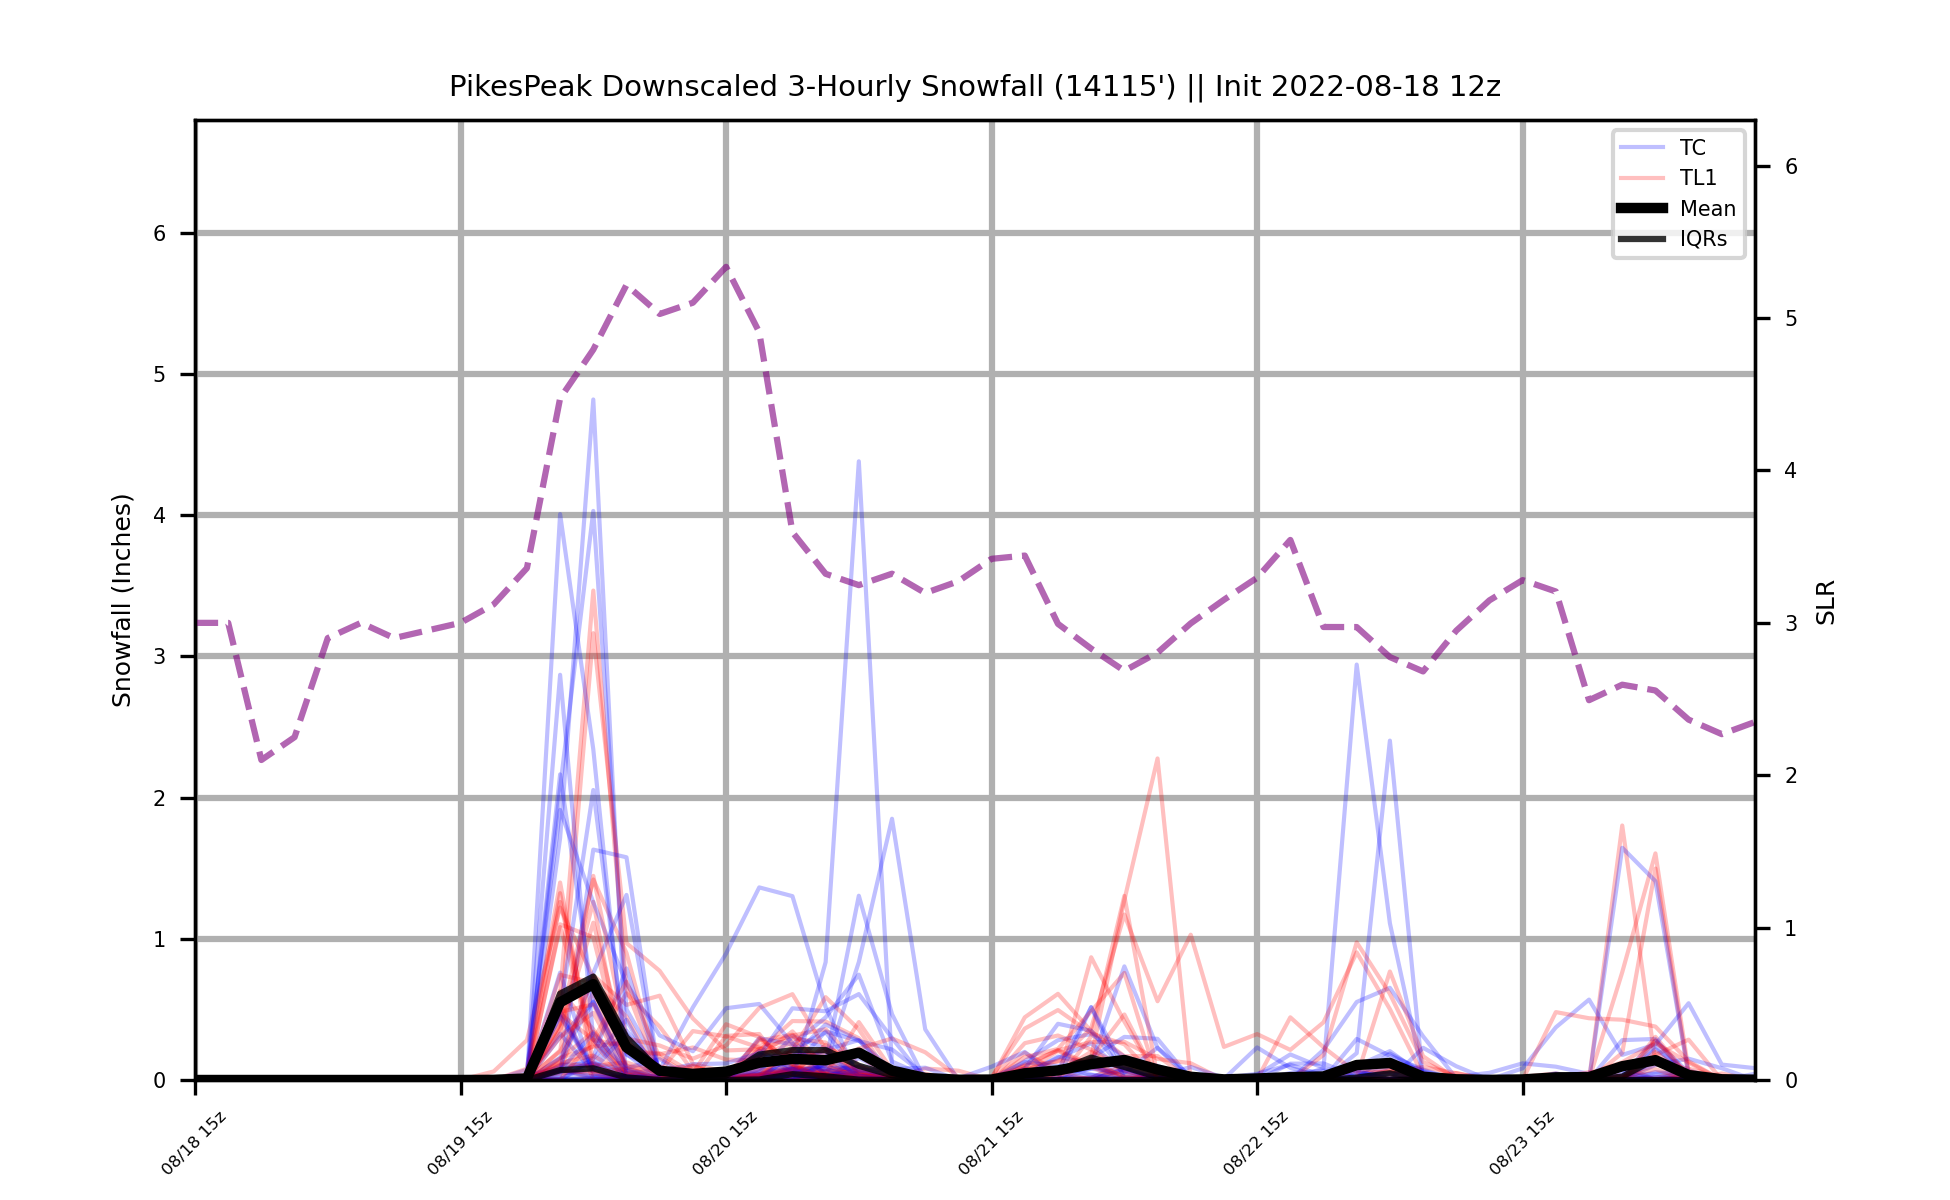 PikesPeak Downscaled 3-Hourly Snowfall (14115') || Init 2022-08-18 12z
TC
TL1
Mean
IQRs
Snowfall (Inches)
6
5
4
3
2
1
0
6
5
4
3
2
1
0
SLR
08/18 15z
08/19 15z
08/20 15z
08/21 15z
08/22 15z
08/23 15z